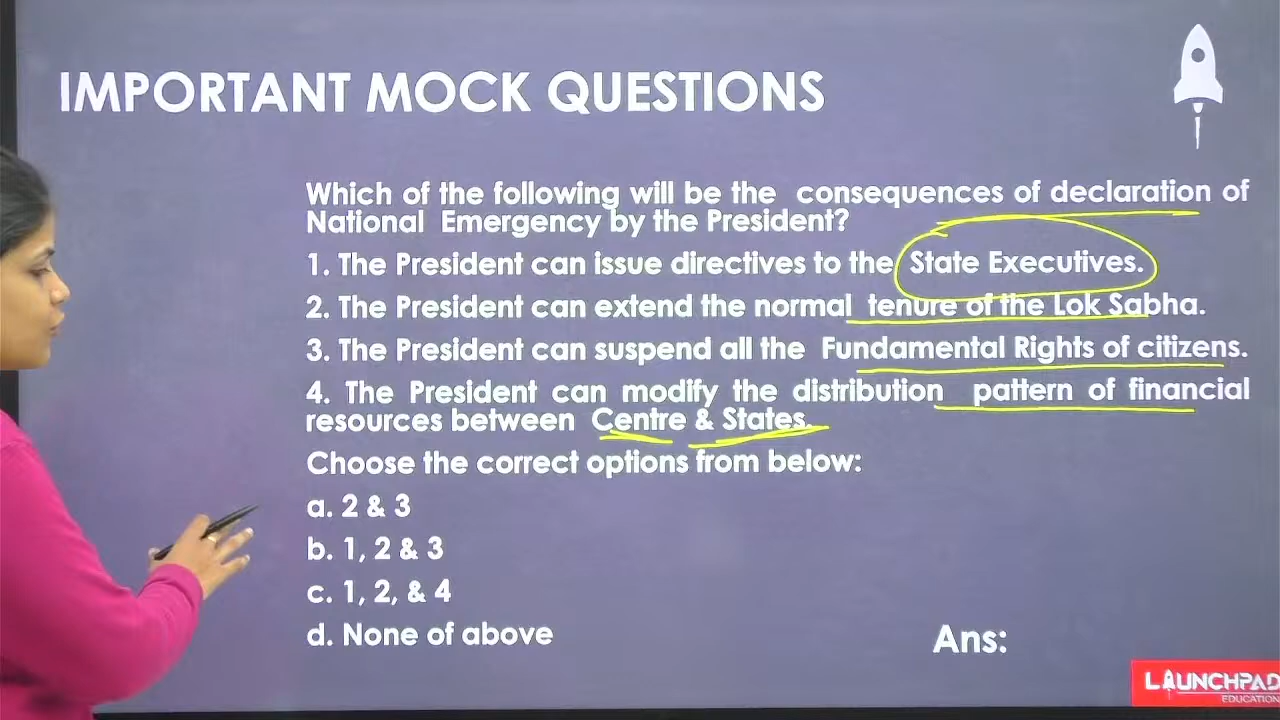 IMPORTANT MOCK QUESTIONS
Which of the following will be the consequences of declaration of
National Emergency by the President?
1. The President can issue directives to the State Executives.
2. The President can extend the normal tenure of the Lok Sabha.
3. The President can suspend all the Fundamental Rights of citizens.
4. The President can modify the distribution pattern of financial
resources between Centre & States.
Choose the correct options from below:
a. 2 & 3
b. 1, 2 & 3
c. 1, 2, & 4
d. None of above
Ans:
LAUNCHPAD
EDUCATION